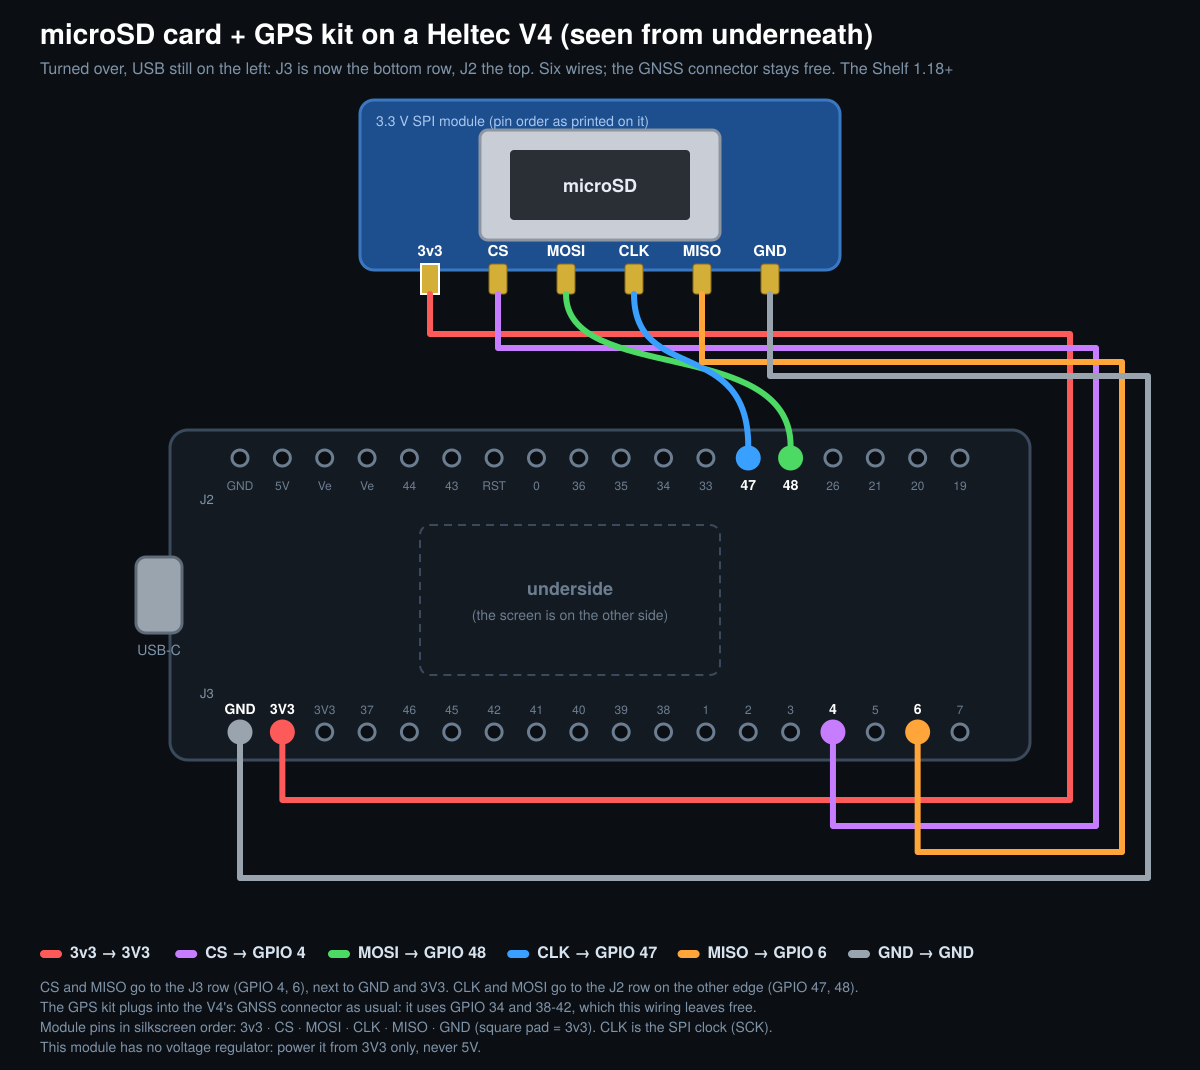 microSD card + GPS kit on a Heltec V4 (seen from underneath)
Turned over, USB still on the left: J3 is now the bottom row, J2 the top. Six wires; the GNSS connector stays free. The Shelf 1.18+
3.3 V SPI module (pin order as printed on it)
microSD
3v3 CS MOSI CLK MISO GND
GND 5V Ve Ve 44 43 RST 0 36 35 34 33 47 48 26 21 20 19
J2
underside
(the screen is on the other side)
USB-C
J3
GND 3V3 3V3 37 46 45 42 41 40 39 38 1 2 3 4 5 6 7
3v3 → 3V3 CS → GPIO 4 MOSI → GPIO 48 CLK → GPIO 47 MISO → GPIO 6 GND → GND
CS and MISO go to the J3 row (GPIO 4, 6), next to GND and 3V3. CLK and MOSI go to the J2 row on the other edge (GPIO 47, 48).
The GPS kit plugs into the V4's GNSS connector as usual: it uses GPIO 34 and 38-42, which this wiring leaves free.
Module pins in silkscreen order: 3v3 · CS · MOSI · CLK · MISO · GND (square pad = 3v3). CLK is the SPI clock (SCK).
This module has no voltage regulator: power it from 3V3 only, never 5V.